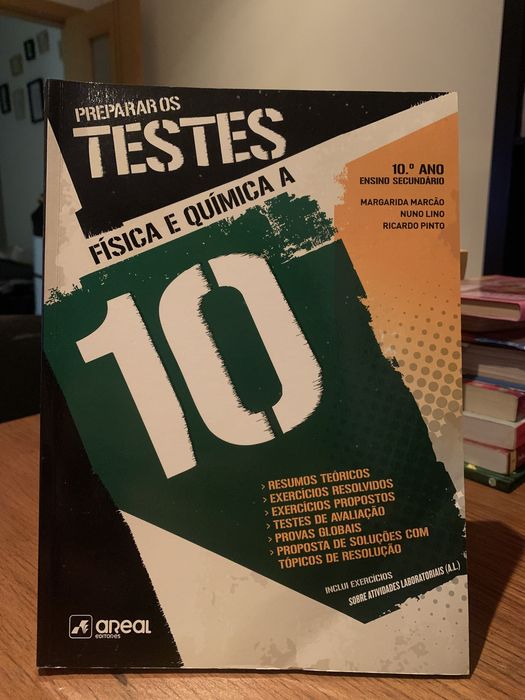 PREPARAR OS
TESTES
FÍSICA E QUÍMICA A
10
10.º ANO
ENSINO SECUNDÁRIO
MARGARIDA MARCÃO
NUNO LINO
RICARDO PINTO
> RESUMOS TEÓRICOS
> EXERCÍCIOS RESOLVIDOS
> EXERCÍCIOS PROPOSTOS
> TESTES DE AVALIAÇÃO
> PROVAS GLOBAIS
> PROPOSTA DE SOLUÇÕES COM
TÓPICOS DE RESOLUÇÃO
INCLUI EXERCÍCIOS
SOBRE ATIVIDADES LABORATORIAIS (A.L.)
areal
editores